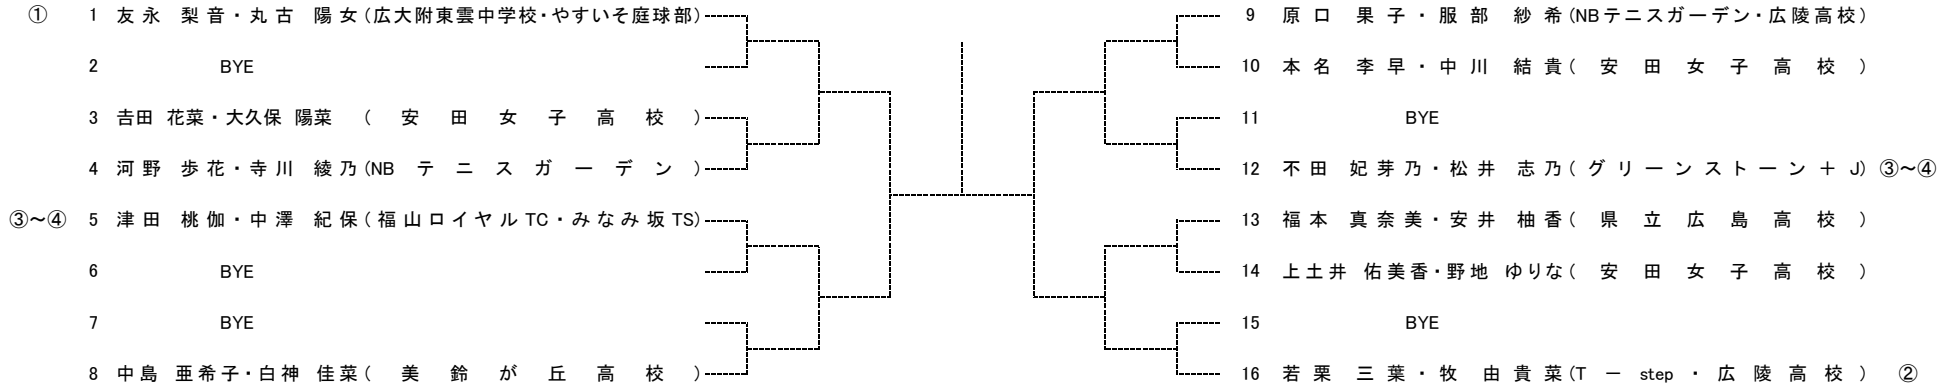 ① 1 友永 梨音・丸古 陽女(広大附東雲中学校・やすいそ庭球部)
2 BYE
3 吉田 花菜・大久保 陽菜 (安田女子高校)
4 河野 歩花・寺川 綾乃(NBテニスガーデン)
③～④ 5 津田 桃伽・中澤 紀保(福山ロイヤルTC・みなみ坂TS)
6 BYE
7 BYE
8 中島 亜希子・白神 佳菜(美鈴が丘高校)
9 原口 果子・服部 紗希(NBテニスガーデン・広陵高校)
10 本名 李早・中川 結貴(安田女子高校)
11 BYE
12 不田 妃芽乃・松井 志乃(グリーンストーン＋J) ③～④
13 福本 真奈美・安井 柚香(県立広島高校)
14 上土井 佑美香・野地 ゆりな(安田女子高校)
15 BYE
16 若栗 三葉・牧 由貴菜(T－step・広陵高校) ②